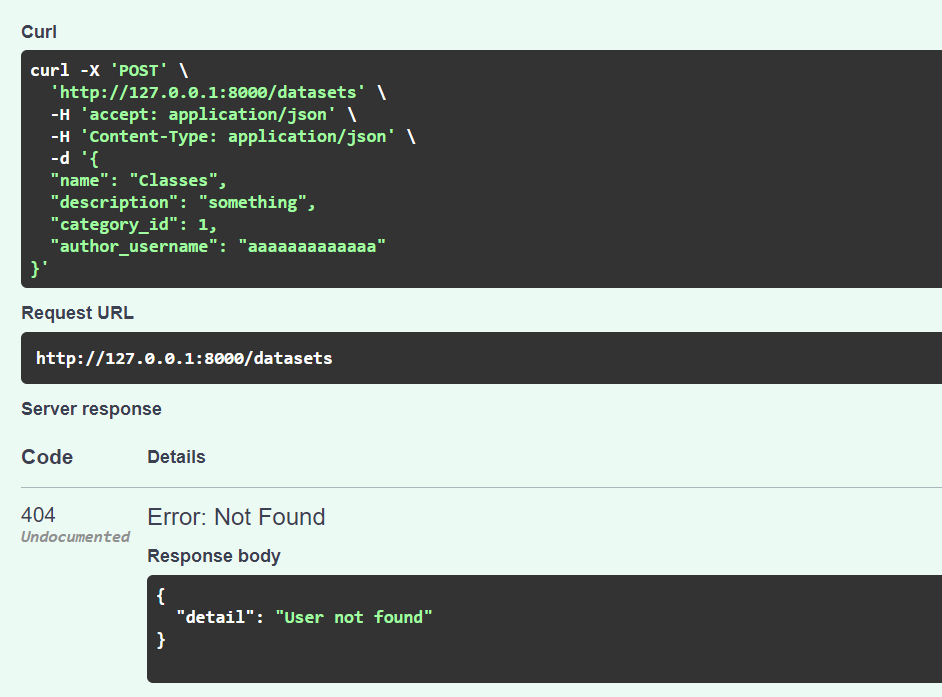 Curl
curl -X 'POST' \
  'http://127.0.0.1:8000/datasets' \
  -H 'accept: application/json' \
  -H 'Content-Type: application/json' \
  -d '{
  "name": "Classes",
  "description": "something",
  "category_id": 1,
  "author_username": "aaaaaaaaaaaaa"
}'
Request URL
http://127.0.0.1:8000/datasets
Server response
Code Details
404 Error: Not Found
Undocumented
Response body
{
  "detail": "User not found"
}